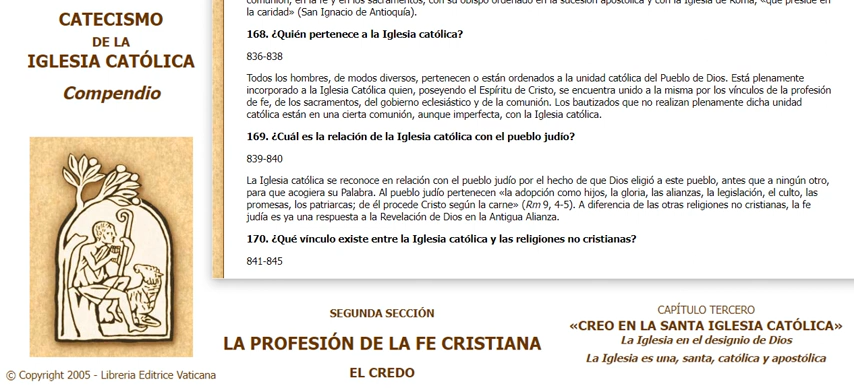 CATECISMO
DE LA
IGLESIA CATÓLICA
Compendio
comunión, en la fe y en los sacramentos, con su obispo ordenado en la sucesión apostólica y con la Iglesia de Roma, «que preside en
la caridad» (San Ignacio de Antioquía).
168. ¿Quién pertenece a la Iglesia católica?
836-838
Todos los hombres, de modos diversos, pertenecen o están ordenados a la unidad católica del Pueblo de Dios. Está plenamente
incorporado a la Iglesia Católica quien, poseyendo el Espíritu de Cristo, se encuentra unido a la misma por los vínculos de la profesión
de fe, de los sacramentos, del gobierno eclesiástico y de la comunión. Los bautizados que no realizan plenamente dicha unidad
católica están en una cierta comunión, aunque imperfecta, con la Iglesia católica.
169. ¿Cuál es la relación de la Iglesia católica con el pueblo judío?
839-840
La Iglesia católica se reconoce en relación con el pueblo judío por el hecho de que Dios eligió a este pueblo, antes que a ningún otro,
para que acogiera su Palabra. Al pueblo judío pertenecen «la adopción como hijos, la gloria, las alianzas, la legislación, el culto, las
promesas, los patriarcas; de él procede Cristo según la carne» (Rm 9, 4-5). A diferencia de las otras religiones no cristianas, la fe
judía es ya una respuesta a la Revelación de Dios en la Antigua Alianza.
170. ¿Qué vínculo existe entre la Iglesia católica y las religiones no cristianas?
841-845
SEGUNDA SECCIÓN
LA PROFESIÓN DE LA FE CRISTIANA
EL CREDO
CAPÍTULO TERCERO
«CREO EN LA SANTA IGLESIA CATÓLICA»
La Iglesia en el designio de Dios
La Iglesia es una, santa, católica y apostólica
© Copyright 2005 - Libreria Editrice Vaticana